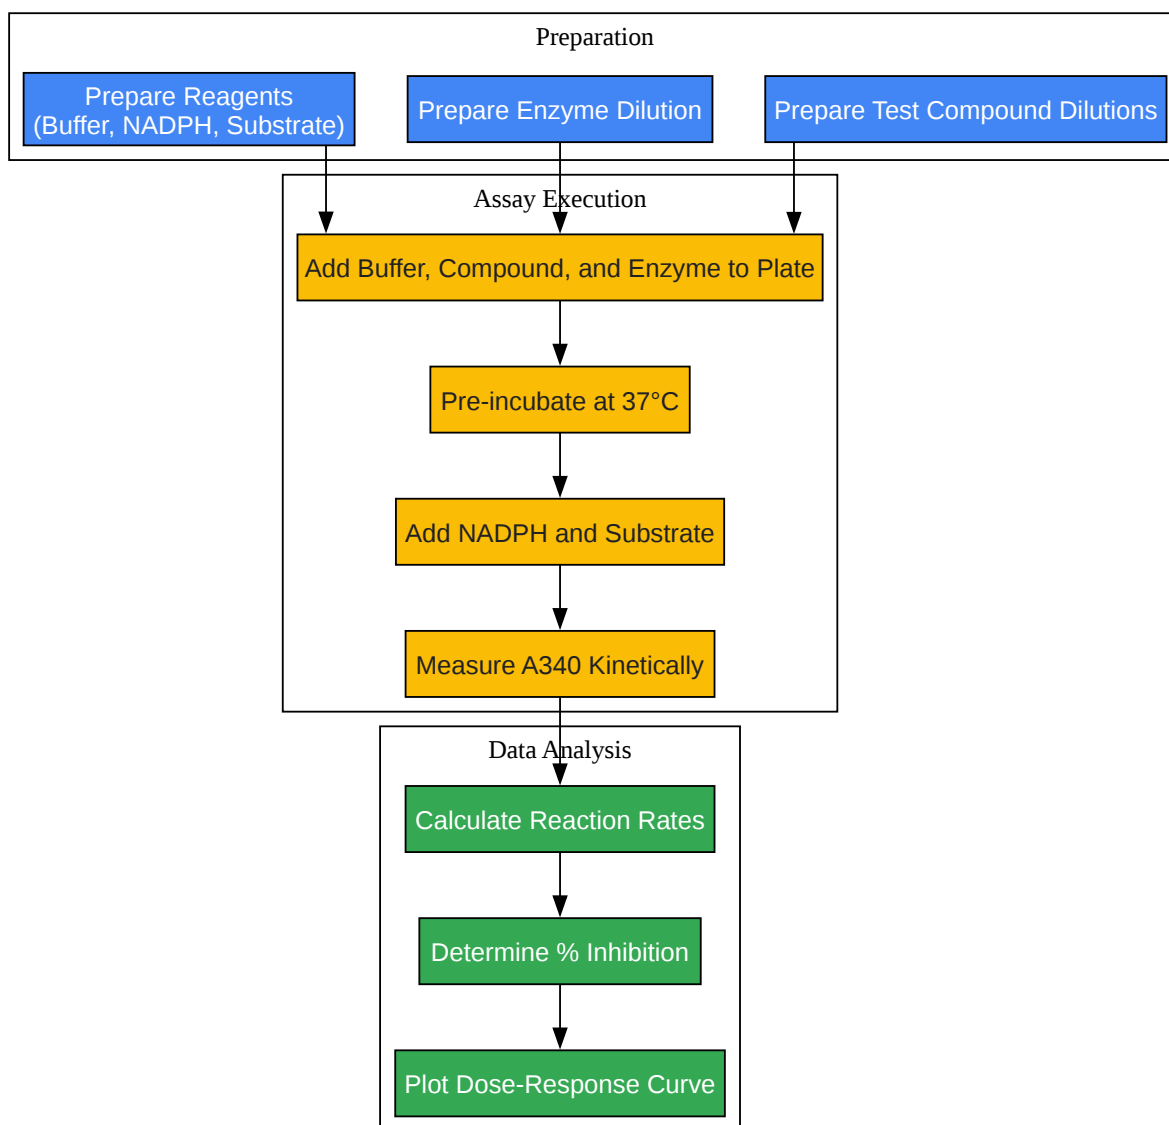 Preparation
Prepare Reagents
(Buffer, NADPH, Substrate)
Prepare Enzyme Dilution
Prepare Test Compound Dilutions
Assay Execution
Add Buffer, Compound, and Enzyme to Plate
Pre-incubate at 37°C
Add NADPH and Substrate
Measure A340 Kinetically
Data Analysis
Calculate Reaction Rates
Determine % Inhibition
Plot Dose-Response Curve